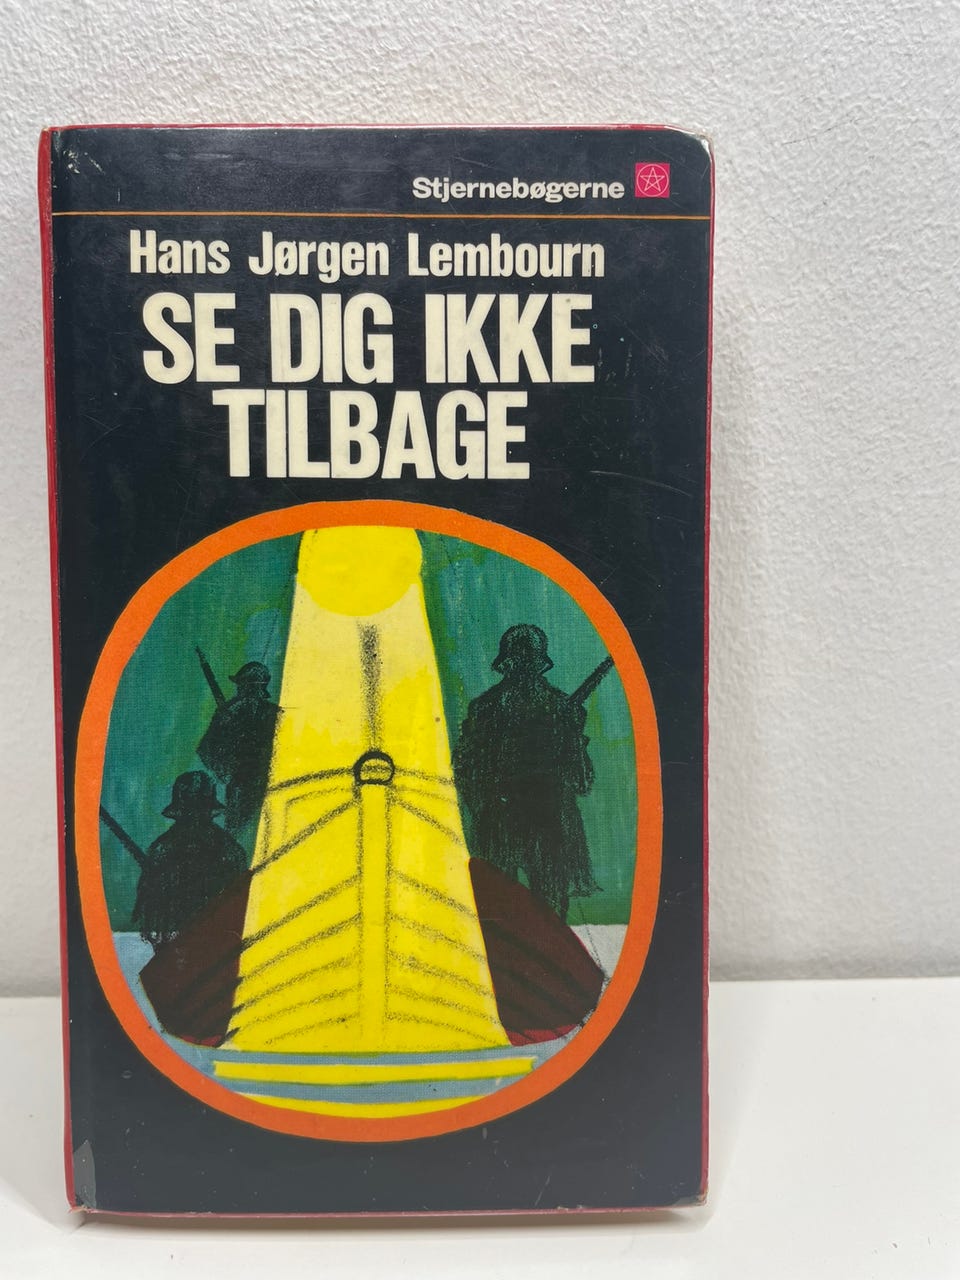 Stjernebøgerne
Hans Jørgen Lembourn
SE DIG IKKE
TILBAGE